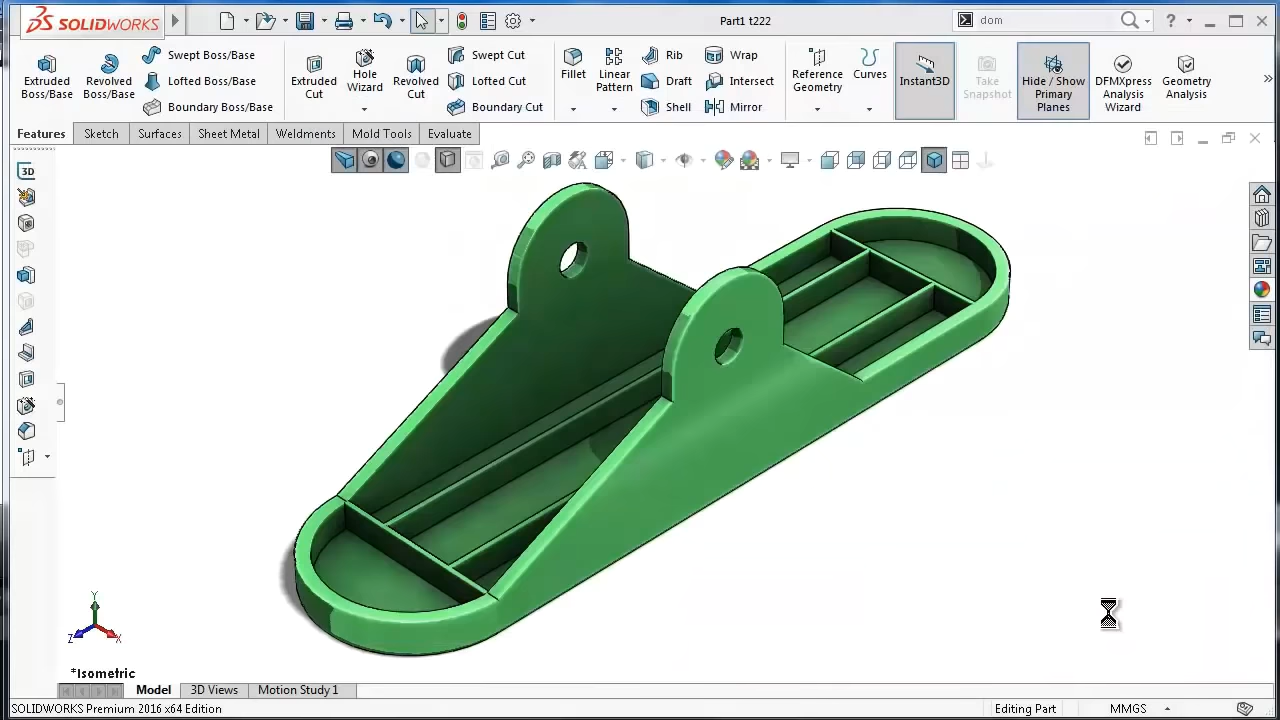 SOLIDWORKS
Part1 t222
dom
Extruded Boss/Base
Revolved Boss/Base
Swept Boss/Base
Lofted Boss/Base
Boundary Boss/Base
Extruded Cut
Hole Wizard
Revolved Cut
Swept Cut
Lofted Cut
Boundary Cut
Fillet
Linear Pattern
Rib
Draft
Shell
Wrap
Intersect
Mirror
Reference Geometry
Curves
Instant3D
Take Snapshot
Hide / Show Primary Planes
DFMXpress Analysis Wizard
Geometry Analysis
Features Sketch Surfaces Sheet Metal Weldments Mold Tools Evaluate
3D
Y
Z X
*Isometric
Model 3D Views Motion Study 1
SOLIDWORKS Premium 2016 x64 Edition Editing Part MMGS